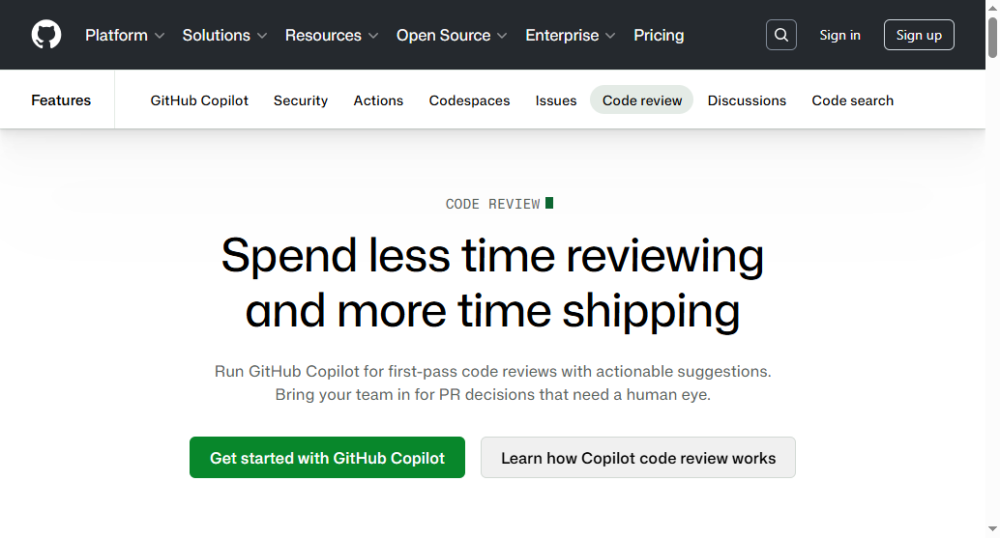 Platform Solutions Resources Open Source Enterprise Pricing Sign in Sign up
Features GitHub Copilot Security Actions Codespaces Issues Code review Discussions Code search
CODE REVIEW
Spend less time reviewing
and more time shipping
Run GitHub Copilot for first-pass code reviews with actionable suggestions.
Bring your team in for PR decisions that need a human eye.
Get started with GitHub Copilot Learn how Copilot code review works